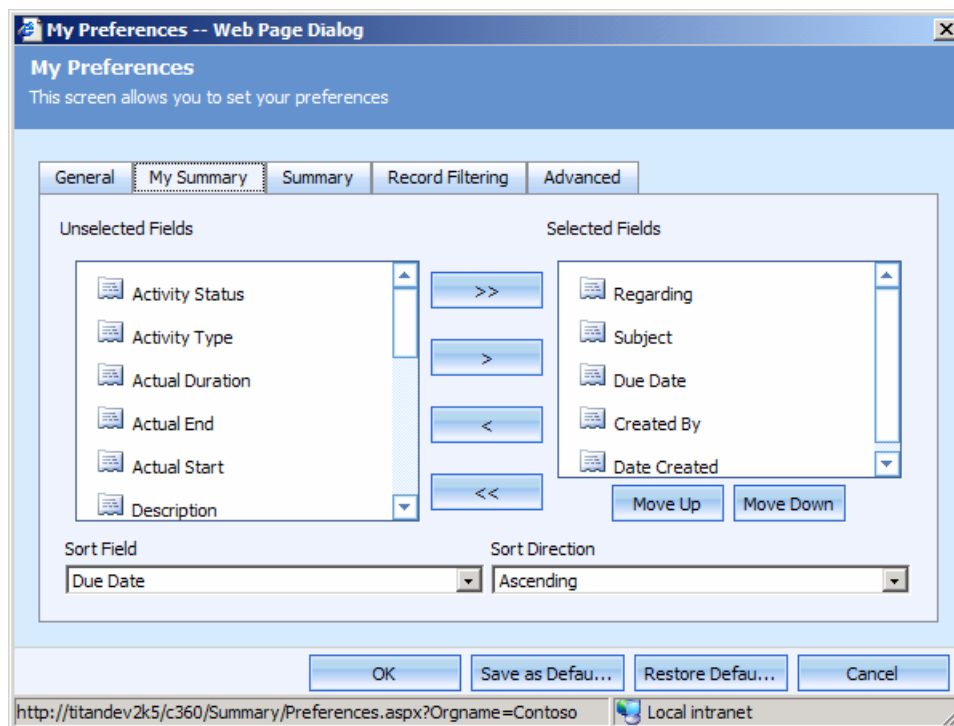 My Preferences -- Web Page Dialog
My Preferences
This screen allows you to set your preferences
General My Summary Summary Record Filtering Advanced
Unselected Fields Selected Fields
Activity Status >> Regarding
Activity Type Subject
Actual Duration > Due Date
Actual End < Created By
Actual Start Date Created
Description << Move Up Move Down
Sort Field Sort Direction
Due Date Ascending
OK Save as Defau... Restore Defau... Cancel
http://titandev2k5/c360/Summary/Preferences.aspx?Orgname=Contoso Local intranet